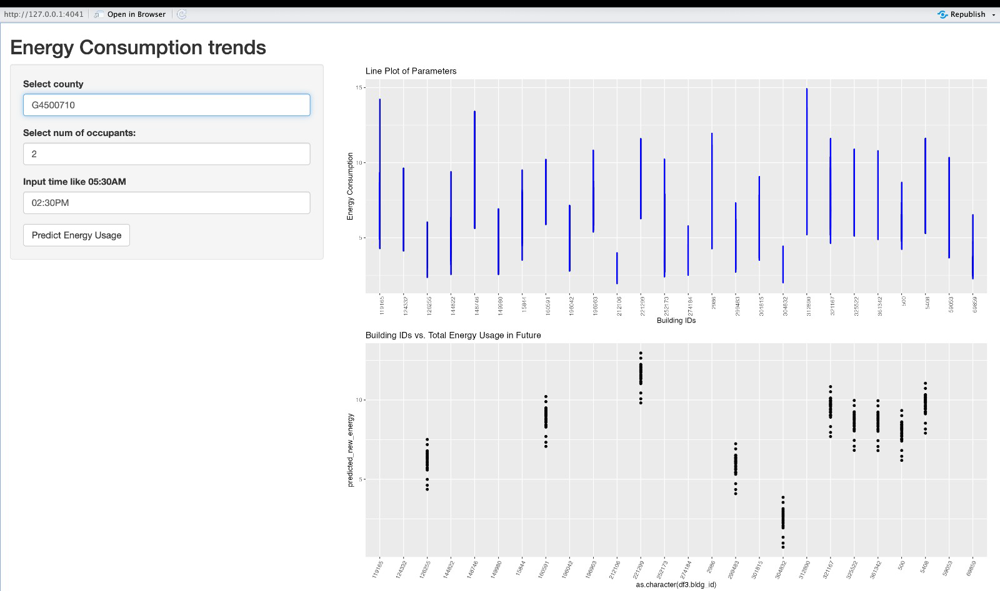 http://127.0.0.1:4041 Open in Browser Republish
Energy Consumption trends
Select county
G4500710
Select num of occupants:
2
Input time like 05:30AM
02:30PM
Predict Energy Usage
Line Plot of Parameters
Energy Consumption
15
10
5
119165 124332 126255 144822 148746 149980 15844 160591 196042 196963 212106 221299 252173 274184 2986 299483 301815 304832 312890 321167 325522 361342 500 5408 59053 69859
Building IDs
Building IDs vs. Total Energy Usage in Future
predicted_new_energy
10
5
119165 124332 126255 144822 148746 149980 15844 160591 196042 196963 212106 221299 252173 274184 2986 299483 301815 304832 312890 321167 325522 361342 500 5408 59053 69859
as.character(df3.bldg_id)